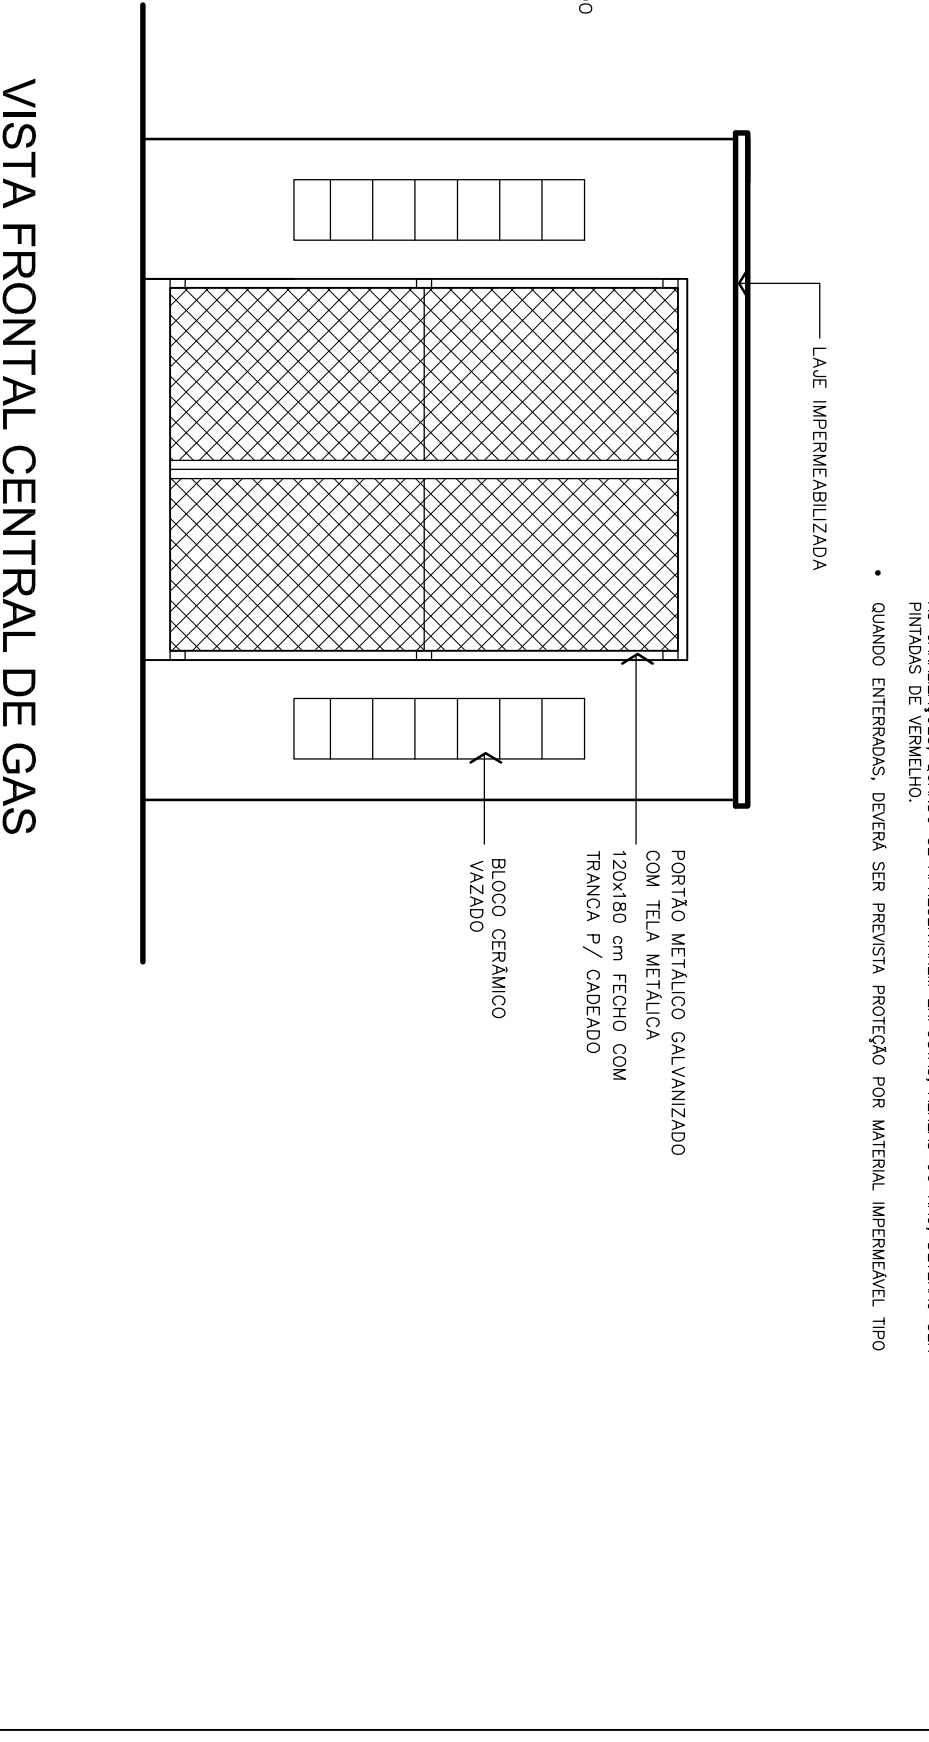 PINTADAS DE VERMELHO.
• QUANDO ENTERRADAS, DEVERÁ SER PREVISTA PROTEÇÃO POR MATERIAL IMPERMEÁVEL TIPO
LAJE IMPERMEABILIZADA
PORTÃO METÁLICO GALVANIZADO
COM TELA METÁLICA
120x180 cm FECHO COM
TRANCA P/ CADEADO
BLOCO CERÂMICO
VAZADO
VISTA FRONTAL CENTRAL DE GAS